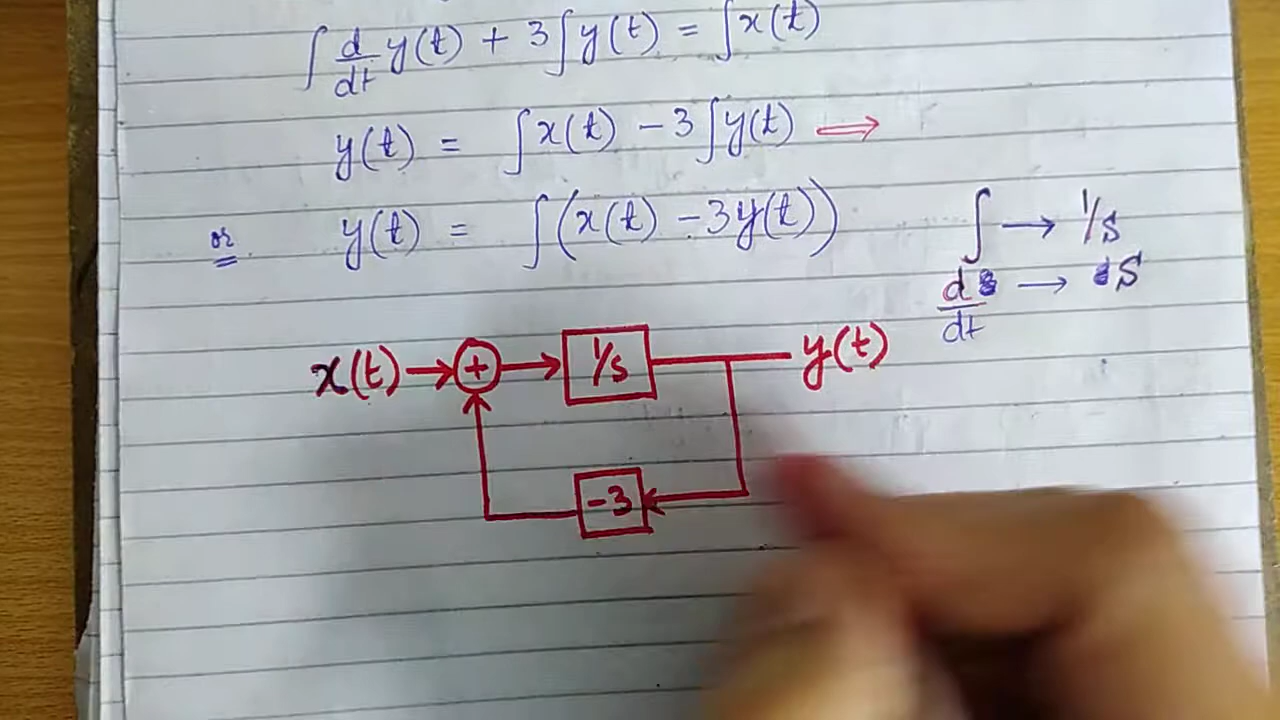 ∫ d/dt y(t) + 3∫y(t) = ∫x(t)
y(t) = ∫x(t) - 3∫y(t) ⟹
or y(t) = ∫(x(t) - 3y(t))
∫ → 1/s
d/dt → S
x(t) → + → 1/s y(t)
-3